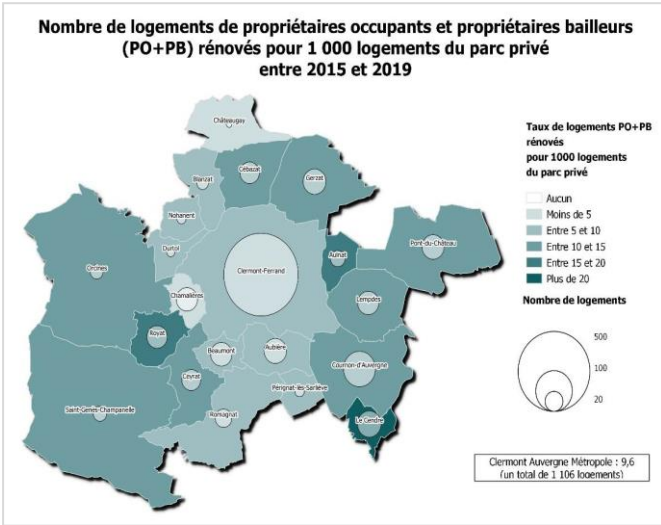 Nombre de logements de propriétaires occupants et propriétaires bailleurs
(PO+PB) rénovés pour 1 000 logements du parc privé
entre 2015 et 2019
Châteaugay
Cébazat
Gerzat
Blanzat
Nohanent
Durtol
Orcines
Clermont-Ferrand
Aulnat
Pont-du-Château
Chamalières
Lempdes
Royat
Beaumont
Aubière
Cournon-d'Auvergne
Ceyrat
Pérignat-lès-Sarliève
Saint-Genès-Champanelle
Romagnat
Le Cendre
Taux de logements PO+PB
rénovés
pour 1000 logements
du parc privé
Aucun
Moins de 5
Entre 5 et 10
Entre 10 et 15
Entre 15 et 20
Plus de 20
Nombre de logements
500
100
20
Clermont Auvergne Métropole : 9,6
(un total de 1 106 logements)